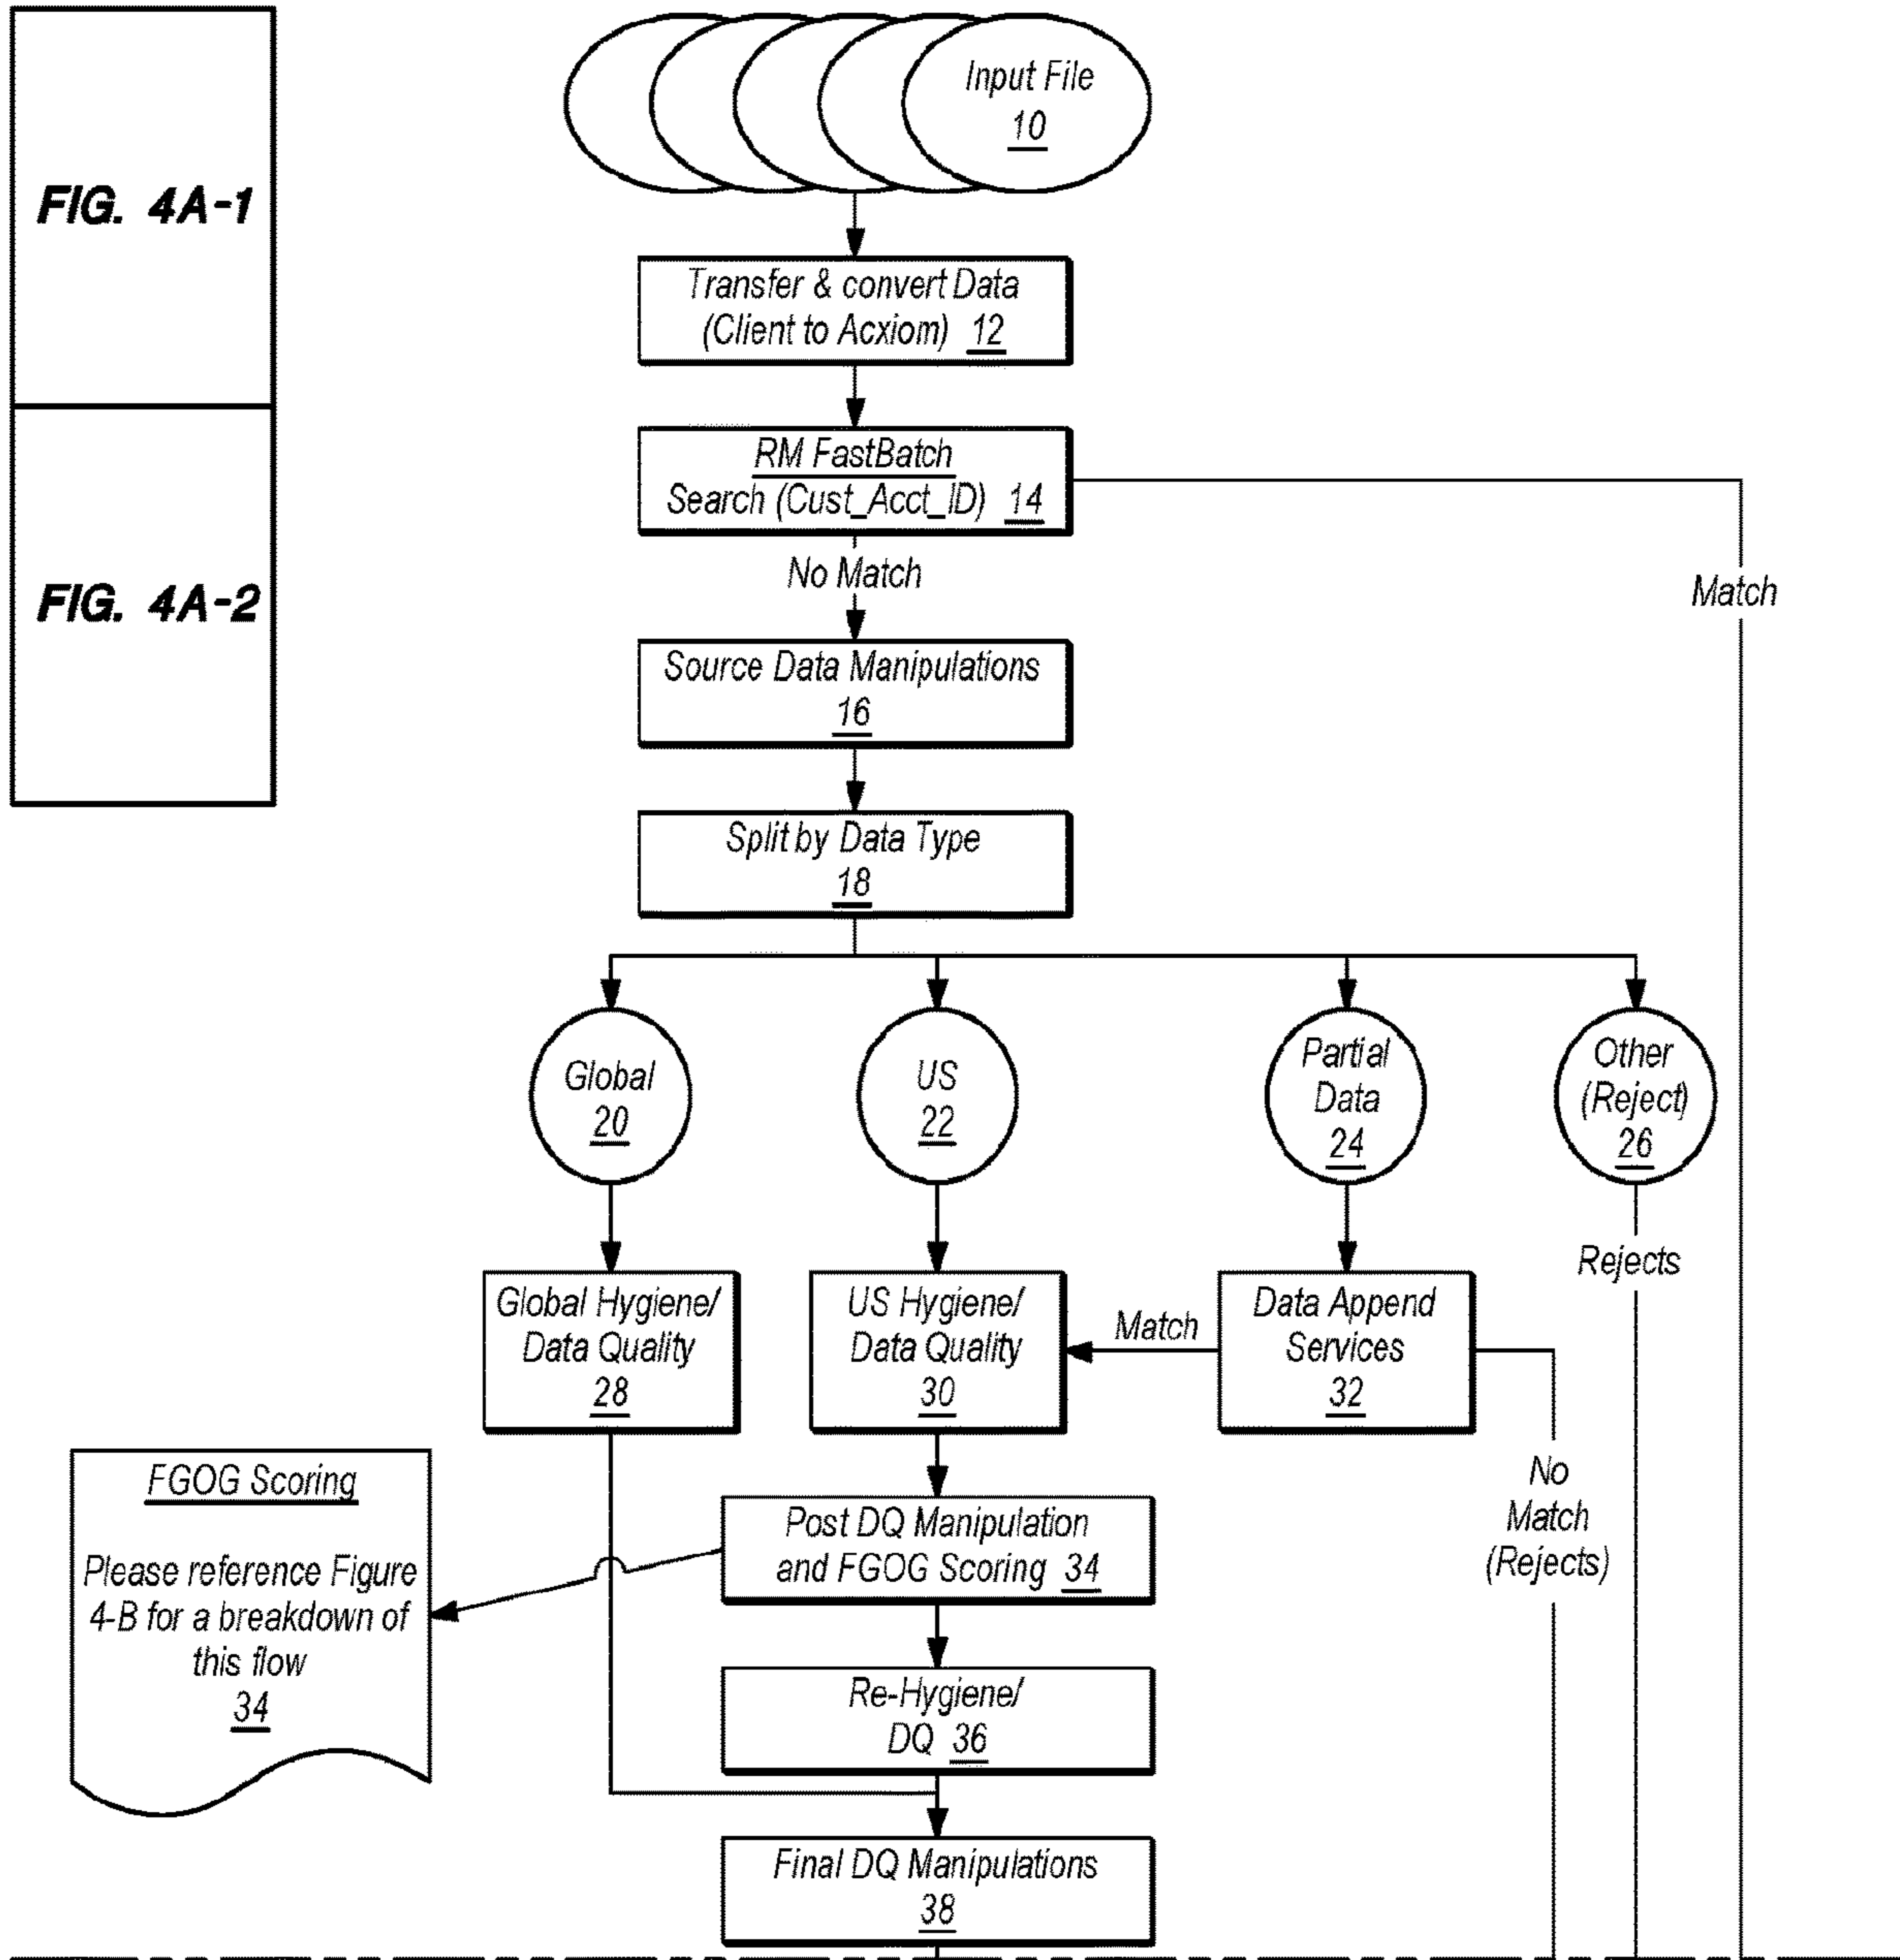 FIG. 4A-1
FIG. 4A-2
Input File
10
Transfer & convert Data
(Client to Acxiom) 12
RM FastBatch
Search (Cust_Acct_ID) 14
No Match
Match
Source Data Manipulations
16
Split by Data Type
18
Global
20
US
22
Partial
Data
24
Other
(Reject)
26
Rejects
Global Hygiene/
Data Quality
28
US Hygiene/
Data Quality
30
Match
Data Append
Services
32
No
Match
(Rejects)
FGOG Scoring
Please reference Figure
4-B for a breakdown of
this flow
34
Post DQ Manipulation
and FGOG Scoring 34
Re-Hygiene/
DQ 36
Final DQ Manipulations
38